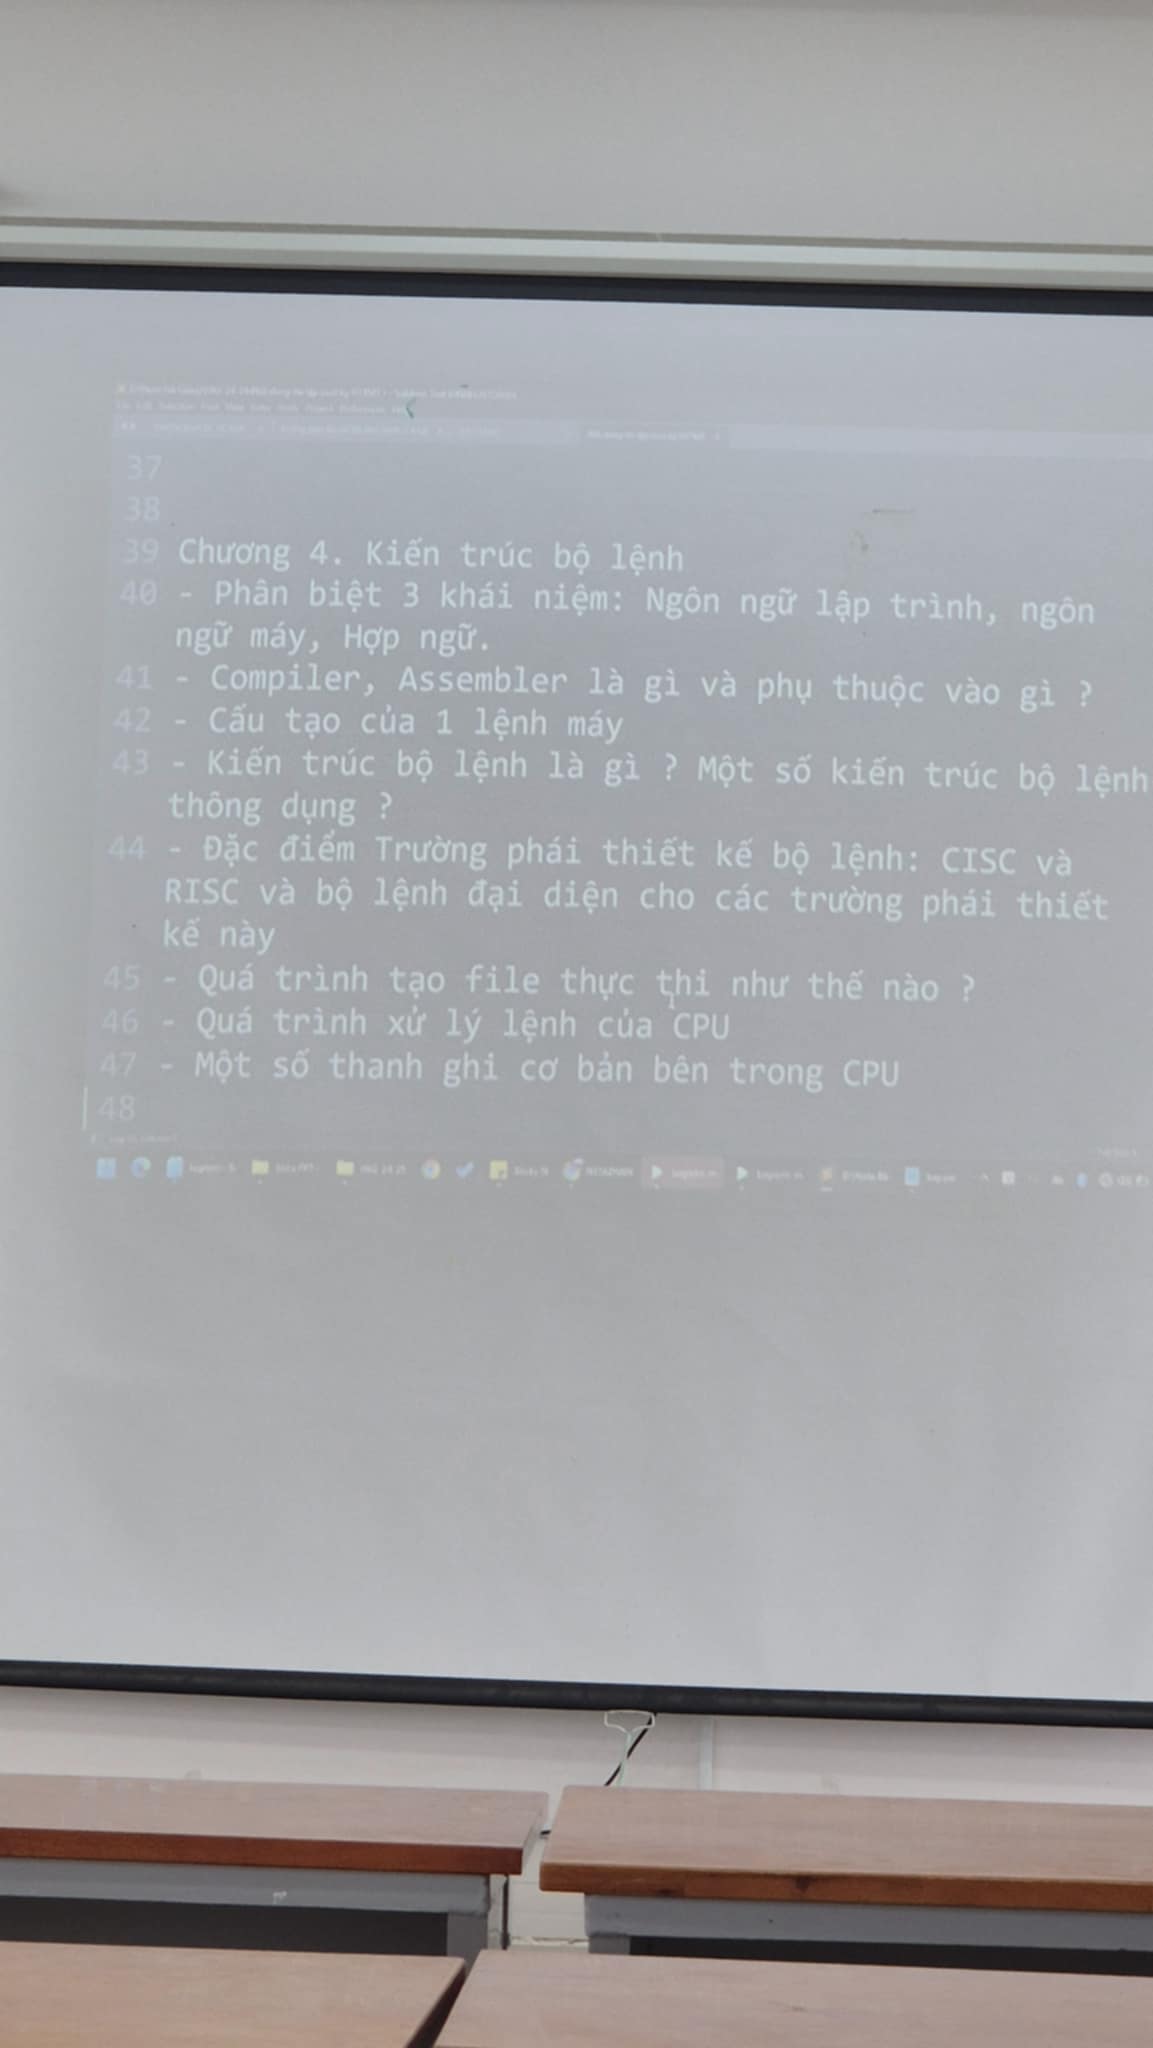 37
38
39 Chương 4. Kiến trúc bộ lệnh
40 - Phân biệt 3 khái niệm: Ngôn ngữ lập trình, ngôn
ngữ máy, Hợp ngữ.
41 - Compiler, Assembler là gì và phụ thuộc vào gì ?
42 - Cấu tạo của 1 lệnh máy
43 - Kiến trúc bộ lệnh là gì ? Một số kiến trúc bộ lệnh
thông dụng ?
44 - Đặc điểm Trường phái thiết kế bộ lệnh: CISC và
RISC và bộ lệnh đại diện cho các trường phái thiết
kế này
45 - Quá trình tạo file thực thi như thế nào ?
46 - Quá trình xử lý lệnh của CPU
47 - Một số thanh ghi cơ bản bên trong CPU
48